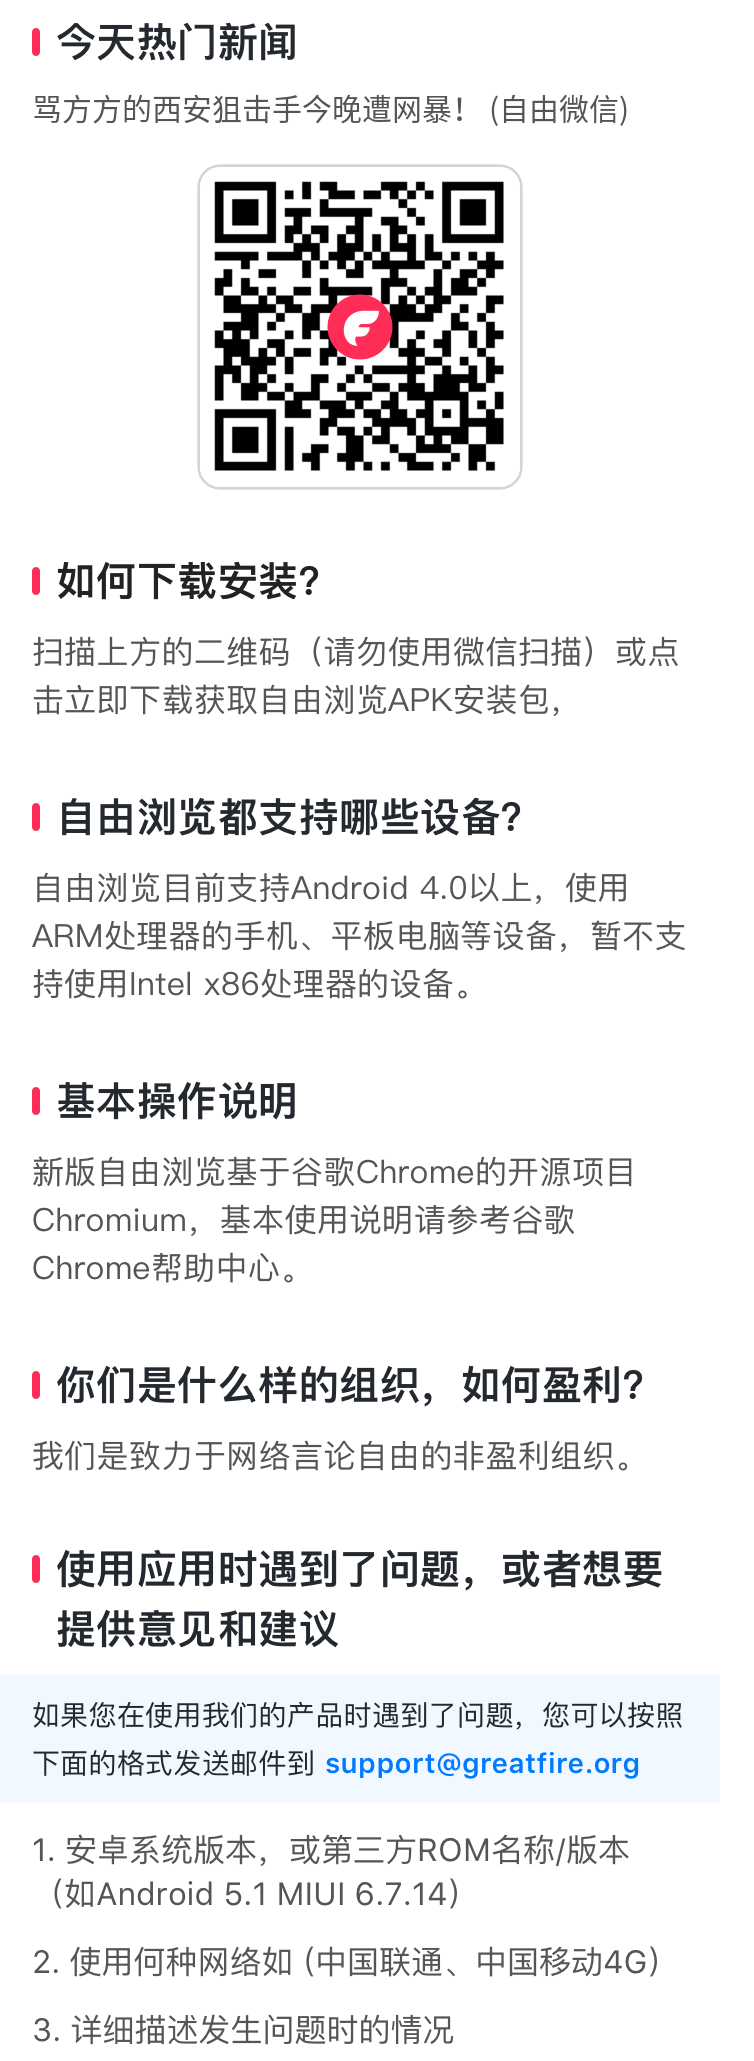 今天热门新闻
骂方方的西安狙击手今晚遭网暴！ (自由微信)
如何下载安装?
扫描上方的二维码（请勿使用微信扫描）或点
击立即下载获取自由浏览APK安装包，
自由浏览都支持哪些设备?
自由浏览目前支持Android 4.0以上，使用
ARM处理器的手机、平板电脑等设备，暂不支
持使用Intel x86处理器的设备。
基本操作说明
新版自由浏览基于谷歌Chrome的开源项目
Chromium，基本使用说明请参考谷歌
Chrome帮助中心。
你们是什么样的组织，如何盈利?
我们是致力于网络言论自由的非盈利组织。
使用应用时遇到了问题，或者想要
提供意见和建议
如果您在使用我们的产品时遇到了问题，您可以按照
下面的格式发送邮件到 support@greatfire.org
1. 安卓系统版本，或第三方ROM名称/版本
（如Android 5.1 MIUI 6.7.14）
2. 使用何种网络如 (中国联通、中国移动4G)
3. 详细描述发生问题时的情况